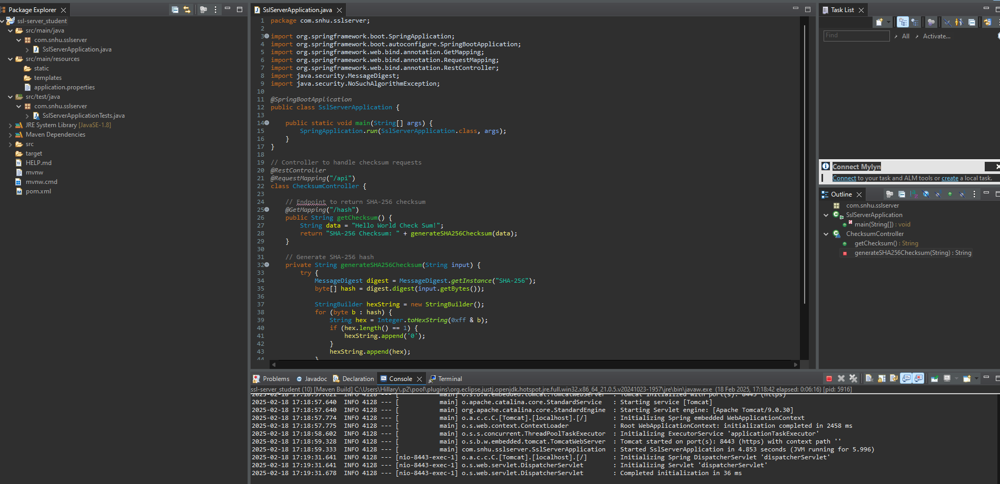 Package Explorer
ssl-server_student
src/main/java
com.snhu.sslserver
SslServerApplication.java
src/main/resources
static
templates
application.properties
src/test/java
com.snhu.sslserver
SslServerApplicationTests.java
JRE System Library [JavaSE-1.8]
Maven Dependencies
src
target
HELP.md
mvnw
mvnw.cmd
pom.xml
SslServerApplication.java
1 package com.snhu.sslserver;
2
3 import org.springframework.boot.SpringApplication;
4 import org.springframework.boot.autoconfigure.SpringBootApplication;
5 import org.springframework.web.bind.annotation.GetMapping;
6 import org.springframework.web.bind.annotation.RequestMapping;
7 import org.springframework.web.bind.annotation.RestController;
8 import java.security.MessageDigest;
9 import java.security.NoSuchAlgorithmException;
10
11 @SpringBootApplication
12 public class SslServerApplication {
13
14     public static void main(String[] args) {
15         SpringApplication.run(SslServerApplication.class, args);
16     }
17 }
18
19 // Controller to handle checksum requests
20 @RestController
21 @RequestMapping("/api")
22 class ChecksumController {
23
24     // Endpoint to return SHA-256 checksum
25     @GetMapping("/hash")
26     public String getChecksum() {
27         String data = "Hello World Check Sum!";
28         return "SHA-256 Checksum: " + generateSHA256Checksum(data);
29     }
30
31     // Generate SHA-256 hash
32     private String generateSHA256Checksum(String input) {
33         try {
34             MessageDigest digest = MessageDigest.getInstance("SHA-256");
35             byte[] hash = digest.digest(input.getBytes());
36
37             StringBuilder hexString = new StringBuilder();
38             for (byte b : hash) {
39                 String hex = Integer.toHexString(0xff & b);
40                 if (hex.length() == 1) {
41                     hexString.append('0');
42                 }
43                 hexString.append(hex);
44             }
Task List
Find
All
Activate...
Connect Mylyn
Connect to your task and ALM tools or create a local task.
Outline
com.snhu.sslserver
SslServerApplication
main(String[]) : void
ChecksumController
getChecksum() : String
generateSHA256Checksum(String) : String
Problems Javadoc Declaration Console Terminal
ssl-server_student (10) [Maven Build] C:\Users\Hillary\.p2\pool\plugins\org.eclipse.justj.openjdk.hotspot.jre.full.win32.x86_64_21.0.5.v20241023-1957\jre\bin\javaw.exe (18 Feb 2025, 17:18:42 elapsed: 0:06:16) [pid: 5916]
2025-02-18 17:18:57.621  INFO 4128 --- [           main] o.s.b.w.embedded.tomcat.TomcatWebServer  : Tomcat initialized with port(s): 8443 (https)
2025-02-18 17:18:57.640  INFO 4128 --- [           main] o.apache.catalina.core.StandardService   : Starting service [Tomcat]
2025-02-18 17:18:57.640  INFO 4128 --- [           main] org.apache.catalina.core.StandardEngine  : Starting Servlet engine: [Apache Tomcat/9.0.30]
2025-02-18 17:18:57.774  INFO 4128 --- [           main] o.a.c.c.C.[Tomcat].[localhost].[/]       : Initializing Spring embedded WebApplicationContext
2025-02-18 17:18:57.775  INFO 4128 --- [           main] o.s.web.context.ContextLoader            : Root WebApplicationContext: initialization completed in 2458 ms
2025-02-18 17:18:58.602  INFO 4128 --- [           main] o.s.s.concurrent.ThreadPoolTaskExecutor  : Initializing ExecutorService 'applicationTaskExecutor'
2025-02-18 17:18:59.328  INFO 4128 --- [           main] o.s.b.w.embedded.tomcat.TomcatWebServer  : Tomcat started on port(s): 8443 (https) with context path ''
2025-02-18 17:18:59.333  INFO 4128 --- [           main] com.snhu.sslserver.SslServerApplication  : Started SslServerApplication in 4.853 seconds (JVM running for 5.996)
2025-02-18 17:19:31.641  INFO 4128 --- [nio-8443-exec-1] o.a.c.c.C.[Tomcat].[localhost].[/]       : Initializing Spring DispatcherServlet 'dispatcherServlet'
2025-02-18 17:19:31.641  INFO 4128 --- [nio-8443-exec-1] o.s.web.servlet.DispatcherServlet        : Initializing Servlet 'dispatcherServlet'
2025-02-18 17:19:31.678  INFO 4128 --- [nio-8443-exec-1] o.s.web.servlet.DispatcherServlet        : Completed initialization in 36 ms